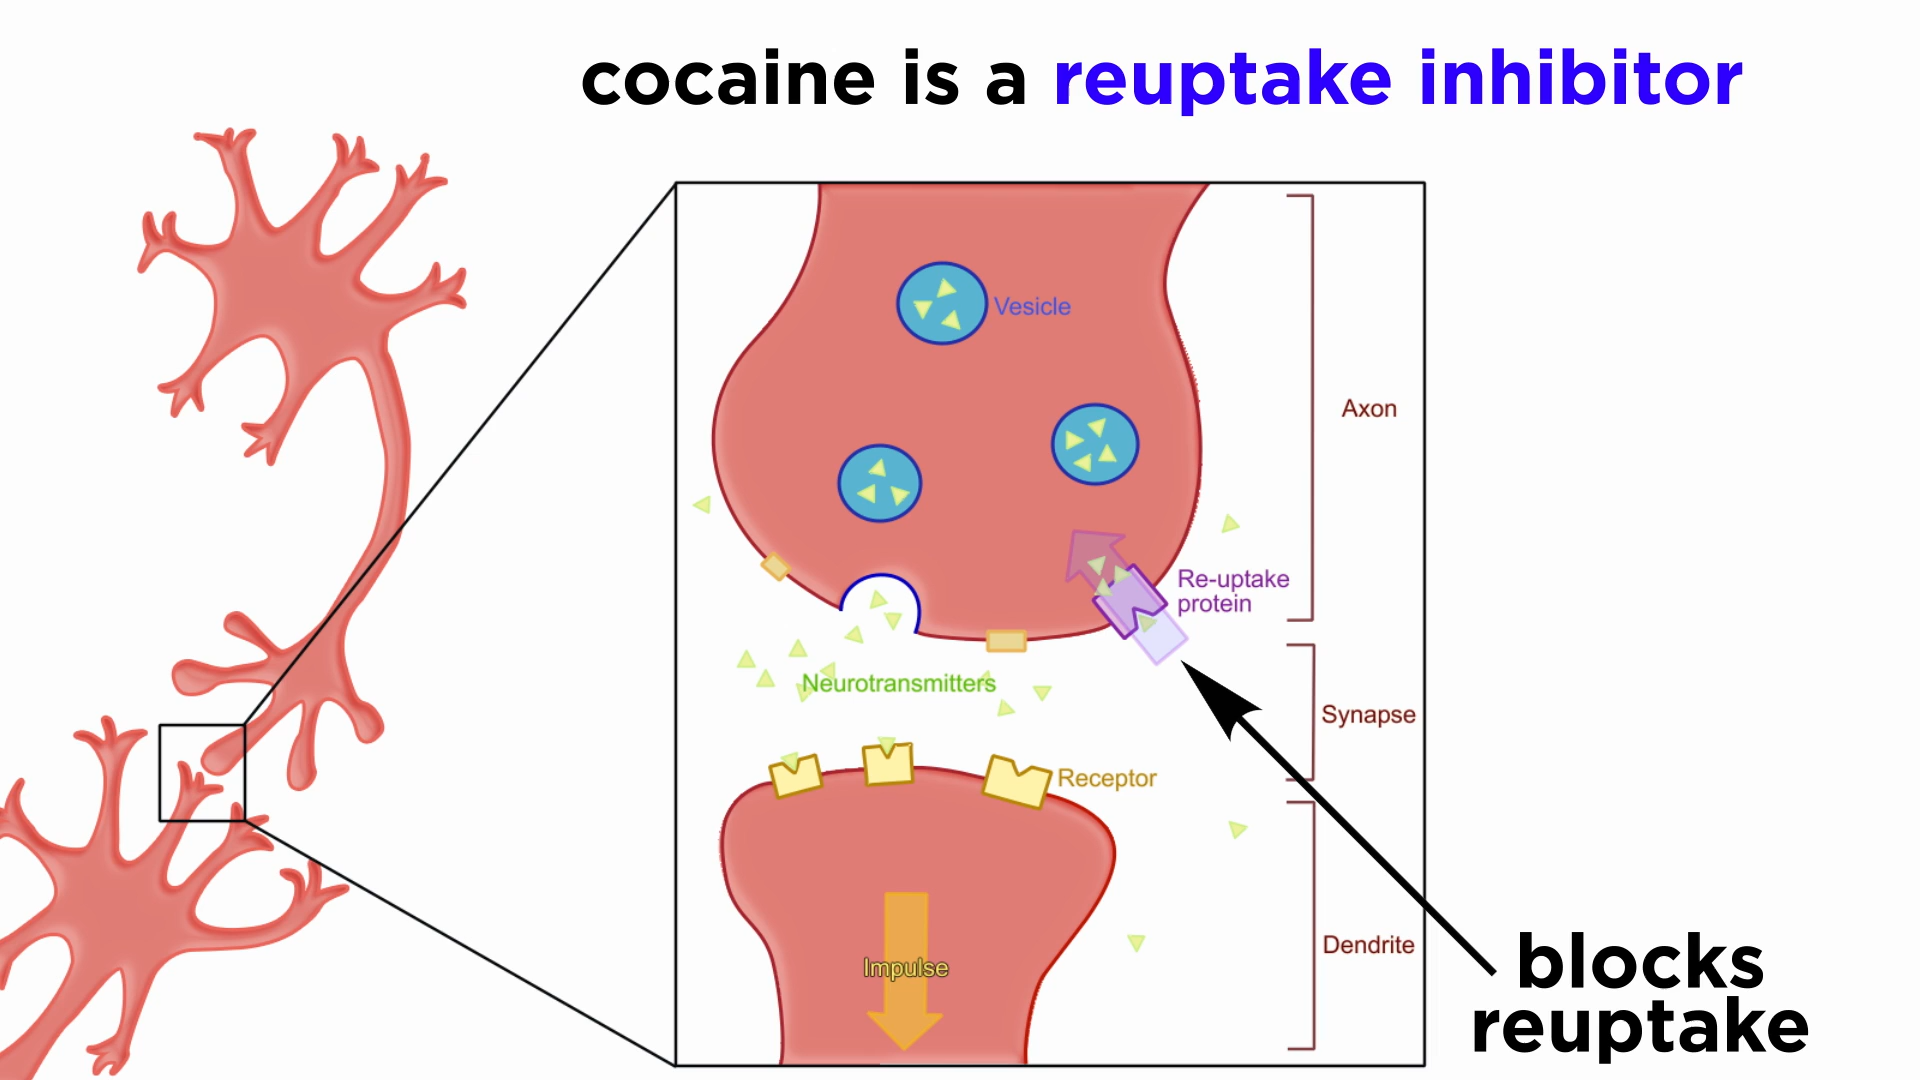 cocaine is a reuptake inhibitor
Vesicle
Axon
Re-uptake
protein
Neurotransmitters
Synapse
Receptor
Dendrite
Impulse
blocks
reuptake